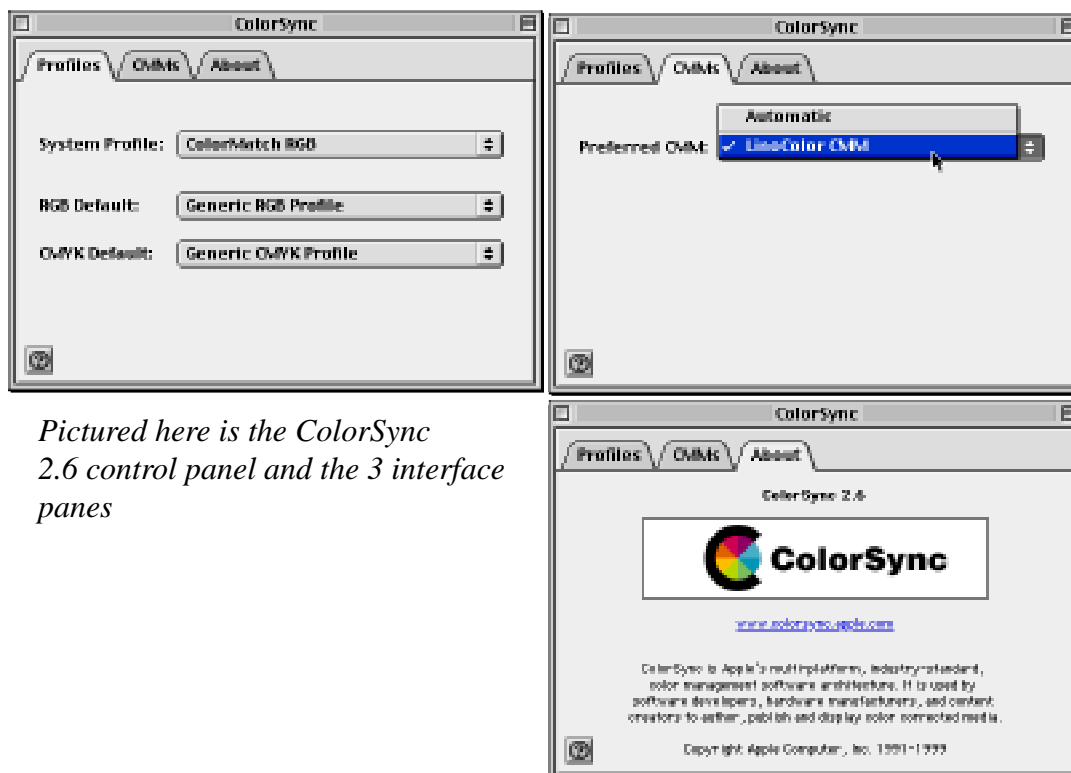 ColorSync
Profiles CMMs About
System Profile: ColorMatch RGB
RGB Default: Generic RGB Profile
CMYK Default: Generic CMYK Profile
ColorSync
Profiles CMMs About
Automatic
Preferred CMM: ✓ LinoColor CMM
Pictured here is the ColorSync
2.6 control panel and the 3 interface
panes
ColorSync
Profiles CMMs About
ColorSync 2.6
ColorSync
www.colorsync.apple.com
ColorSync is Apple's multiplatform, industry-standard,
color management software architecture. It is used by
software developers, hardware manufacturers, and content
creators to author, publish and display color corrected media.
Copyright Apple Computer, Inc. 1991-1999